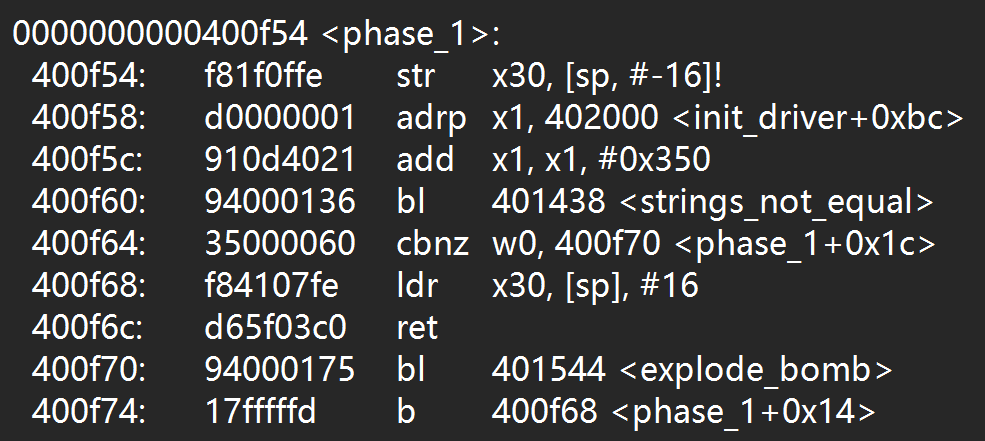 0000000000400f54 <phase_1>:
400f54: f81f0ffe str x30, [sp, #-16]!
400f58: d0000001 adrp x1, 402000 <init_driver+0xbc>
400f5c: 910d4021 add x1, x1, #0x350
400f60: 94000136 bl 401438 <strings_not_equal>
400f64: 35000060 cbnz w0, 400f70 <phase_1+0x1c>
400f68: f84107fe ldr x30, [sp], #16
400f6c: d65f03c0 ret
400f70: 94000175 bl 401544 <explode_bomb>
400f74: 17fffffd b 400f68 <phase_1+0x14>